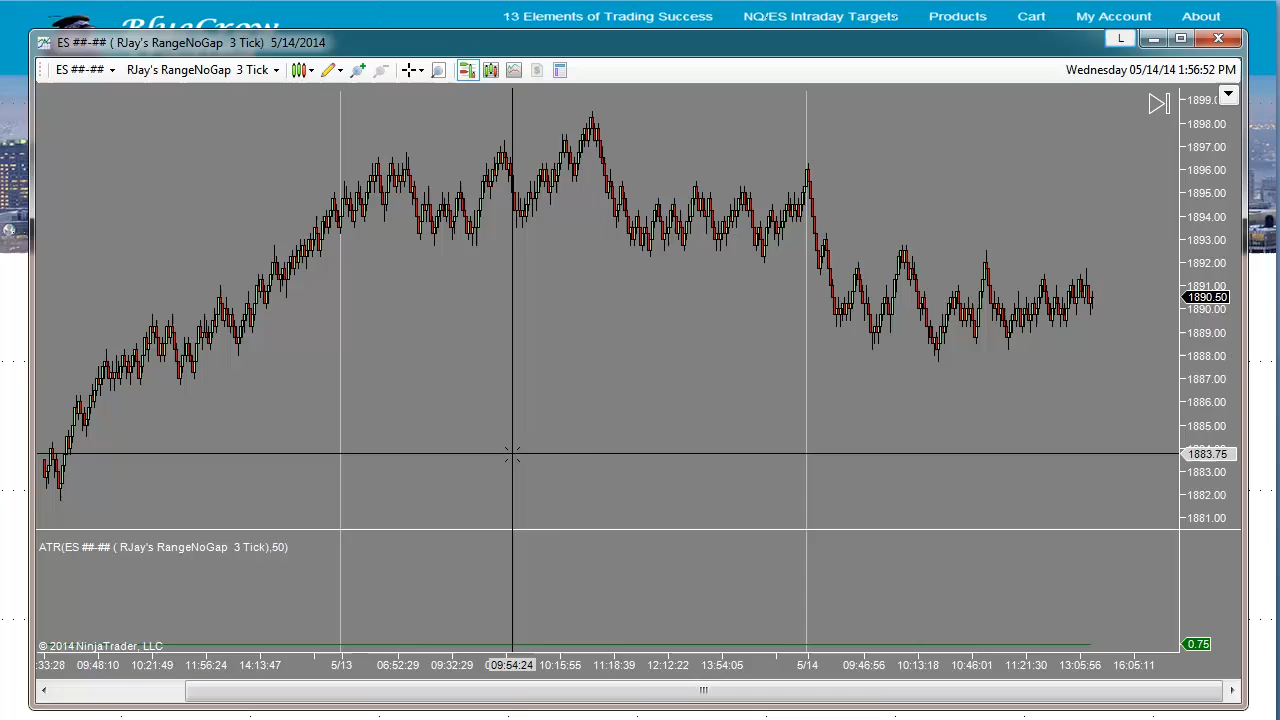 13 Elements of Trading Success NQ/ES Intraday Targets Products Cart My Account About
BlueCrow
ES ##-## ( RJay's RangeNoGap 3 Tick) 5/14/2014
L
ES ##-## RJay's RangeNoGap 3 Tick
Wednesday 05/14/14 1:56:52 PM
1899.
1898.00
1897.00
1896.00
1895.00
1894.00
1893.00
1892.00
1891.00
1890.50
1890.00
1889.00
1888.00
1887.00
1886.00
1885.00
1883.75
1883.00
1882.00
1881.00
ATR(ES ##-## ( RJay's RangeNoGap 3 Tick),50)
© 2014 NinjaTrader, LLC
0.75
:33:28 09:48:10 10:21:49 11:56:24 14:13:47 5/13 06:52:29 09:32:29 09:54:24 10:15:55 11:18:39 12:12:22 13:54:05 5/14 09:46:56 10:13:18 10:46:01 11:21:30 13:05:56 16:05:11